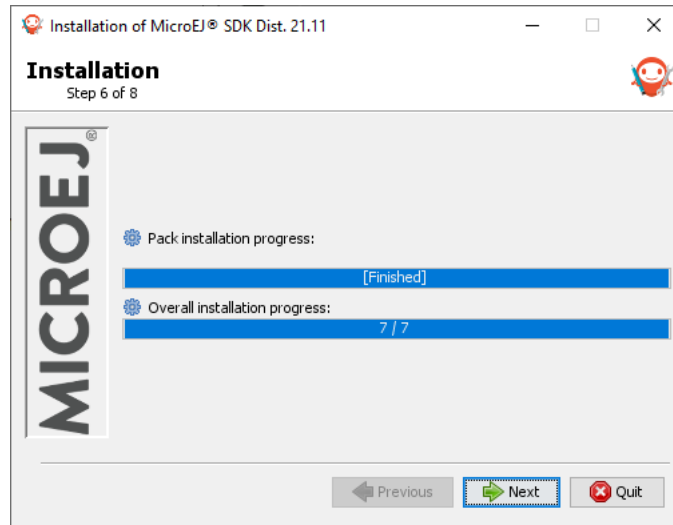 Installation of MicroEJ® SDK Dist. 21.11
Installation
Step 6 of 8
MICROEJ®
Pack installation progress:
[Finished]
Overall installation progress:
7 / 7
Previous
Next
Quit